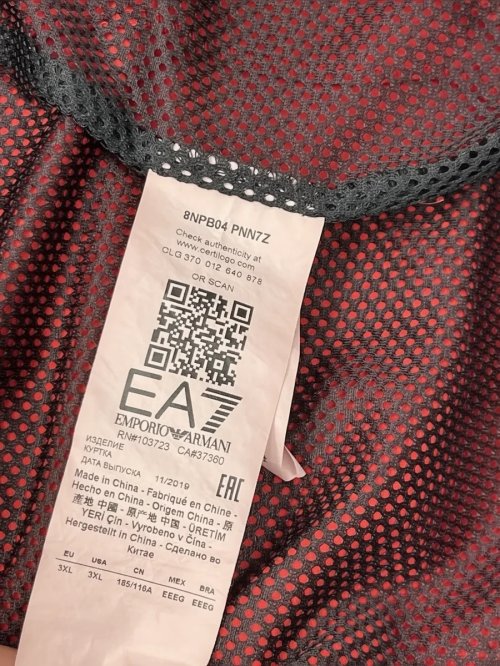 8NPB04 PNN7Z
Check authenticity at
www.certilogo.com
CLG 370 012 640 878
OR SCAN
EA7
EMPORIO ARMANI
RN#103723 CA#37360
ИЗДЕЛИЕ
КУРТКА
ДАТА ВЫПУСКА 11/2019
EAC
Made in China - Fabriqué en Chine -
Hecho en China - Origem China - 原
產地 中國 - 原产地 中国 - ÜRETİM
YERİ Çin - Vyrobeno v Čína -
Hergestellt in China - Сделано во
Китае
EU USA CN MEX BRA
3XL 3XL 185/116A EEEG EEEG